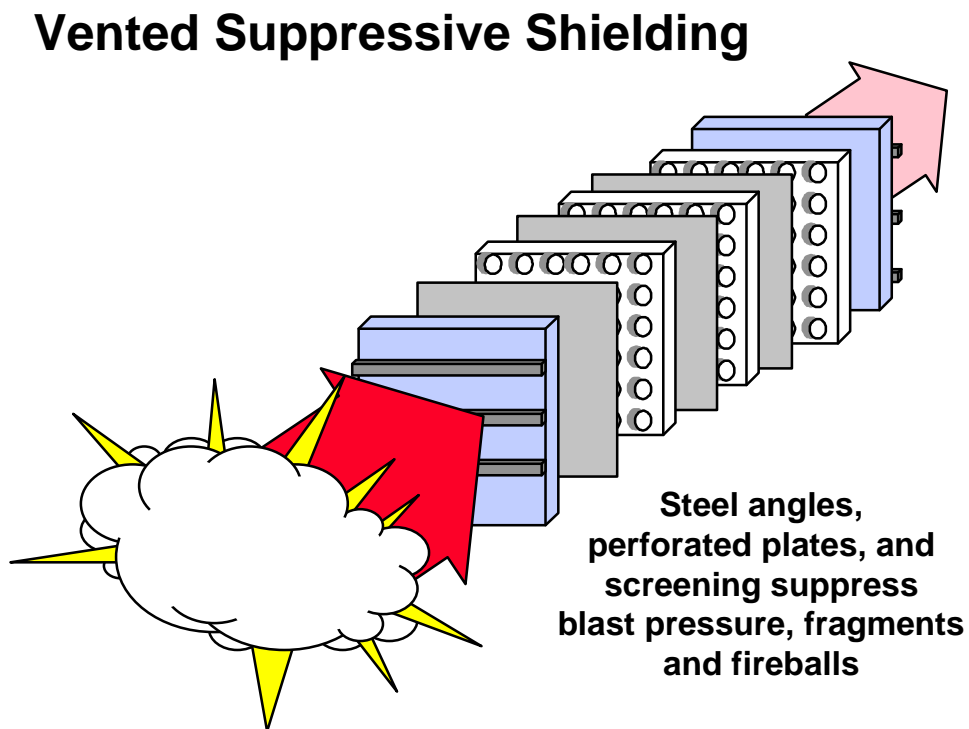 Vented Suppressive Shielding
Steel angles,
perforated plates, and
screening suppress
blast pressure, fragments
and fireballs